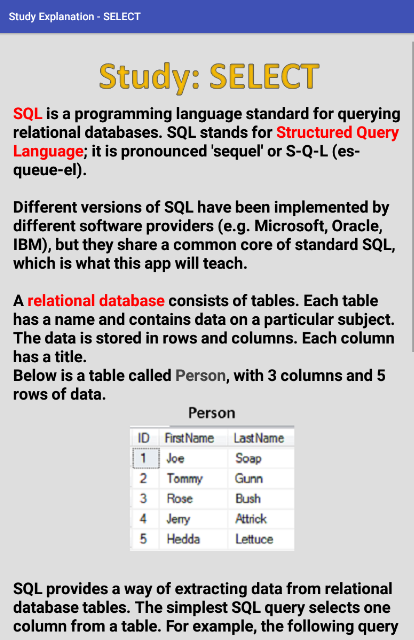 Study Explanation - SELECT
Study: SELECT
SQL is a programming language standard for querying
relational databases. SQL stands for Structured Query
Language; it is pronounced 'sequel' or S-Q-L (es-
queue-el).
Different versions of SQL have been implemented by
different software providers (e.g. Microsoft, Oracle,
IBM), but they share a common core of standard SQL,
which is what this app will teach.
A relational database consists of tables. Each table
has a name and contains data on a particular subject.
The data is stored in rows and columns. Each column
has a title.
Below is a table called Person, with 3 columns and 5
rows of data.
Person
ID FirstName LastName
1 Joe Soap
2 Tommy Gunn
3 Rose Bush
4 Jerry Attrick
5 Hedda Lettuce
SQL provides a way of extracting data from relational
database tables. The simplest SQL query selects one
column from a table. For example, the following query